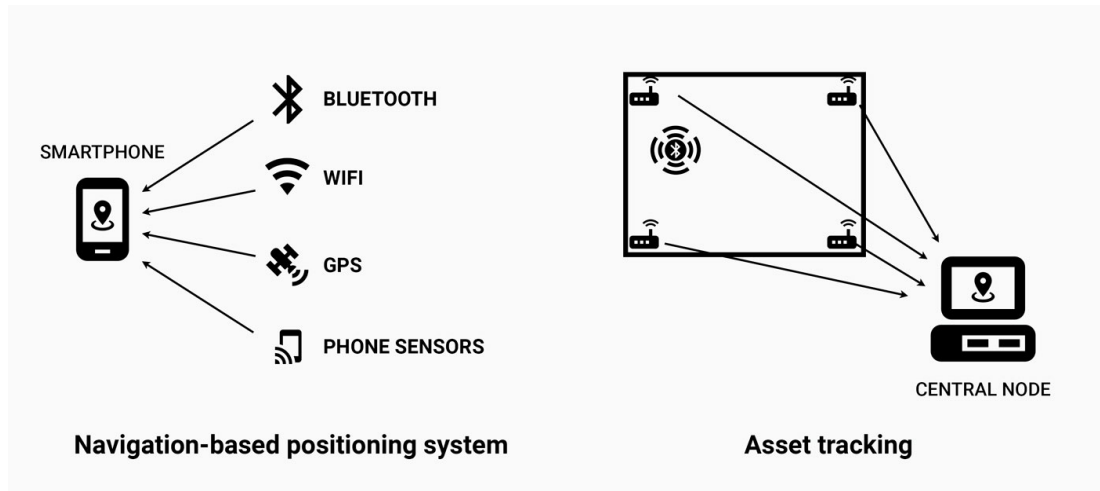 BLUETOOTH
SMARTPHONE
WIFI
GPS
PHONE SENSORS
Navigation-based positioning system
CENTRAL NODE
Asset tracking